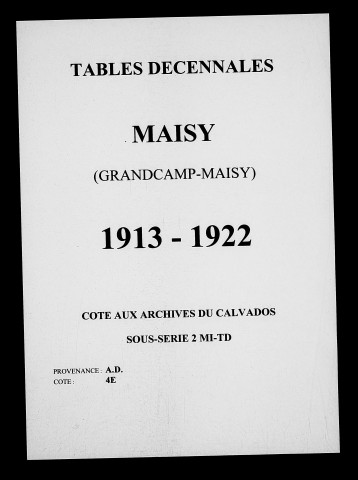 TABLES DECENNALES
MAISY
(GRANDCAMP-MAISY)
1913 - 1922
COTE AUX ARCHIVES DU CALVADOS
SOUS-SERIE 2 MI-TD
PROVENANCE : A.D.
COTE : 4E